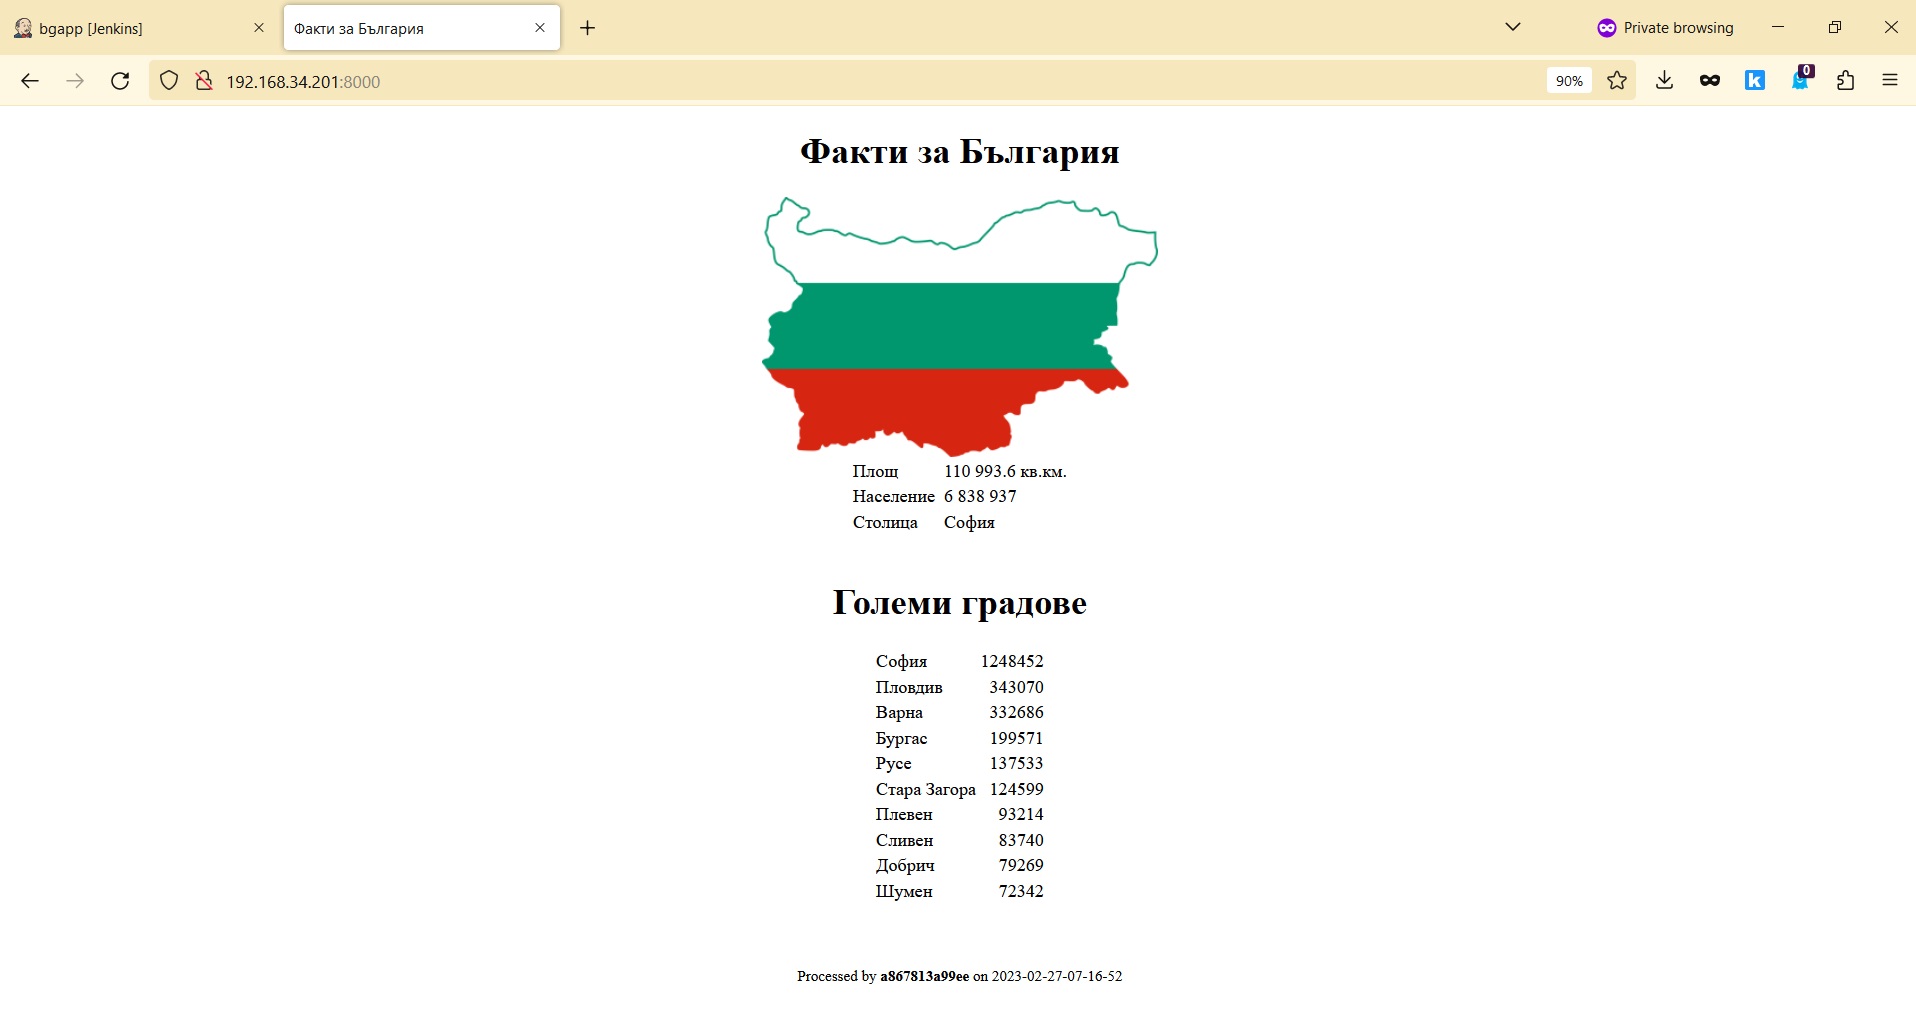 bgapp [Jenkins]
Факти за България
Private browsing
192.168.34.201:8000
90%
k
0
Факти за България
Площ 110 993.6 кв.км.
Население 6 838 937
Столица София
Големи градове
София 1248452
Пловдив 343070
Варна 332686
Бургас 199571
Русе 137533
Стара Загора 124599
Плевен 93214
Сливен 83740
Добрич 79269
Шумен 72342
Processed by a867813a99ee on 2023-02-27-07-16-52